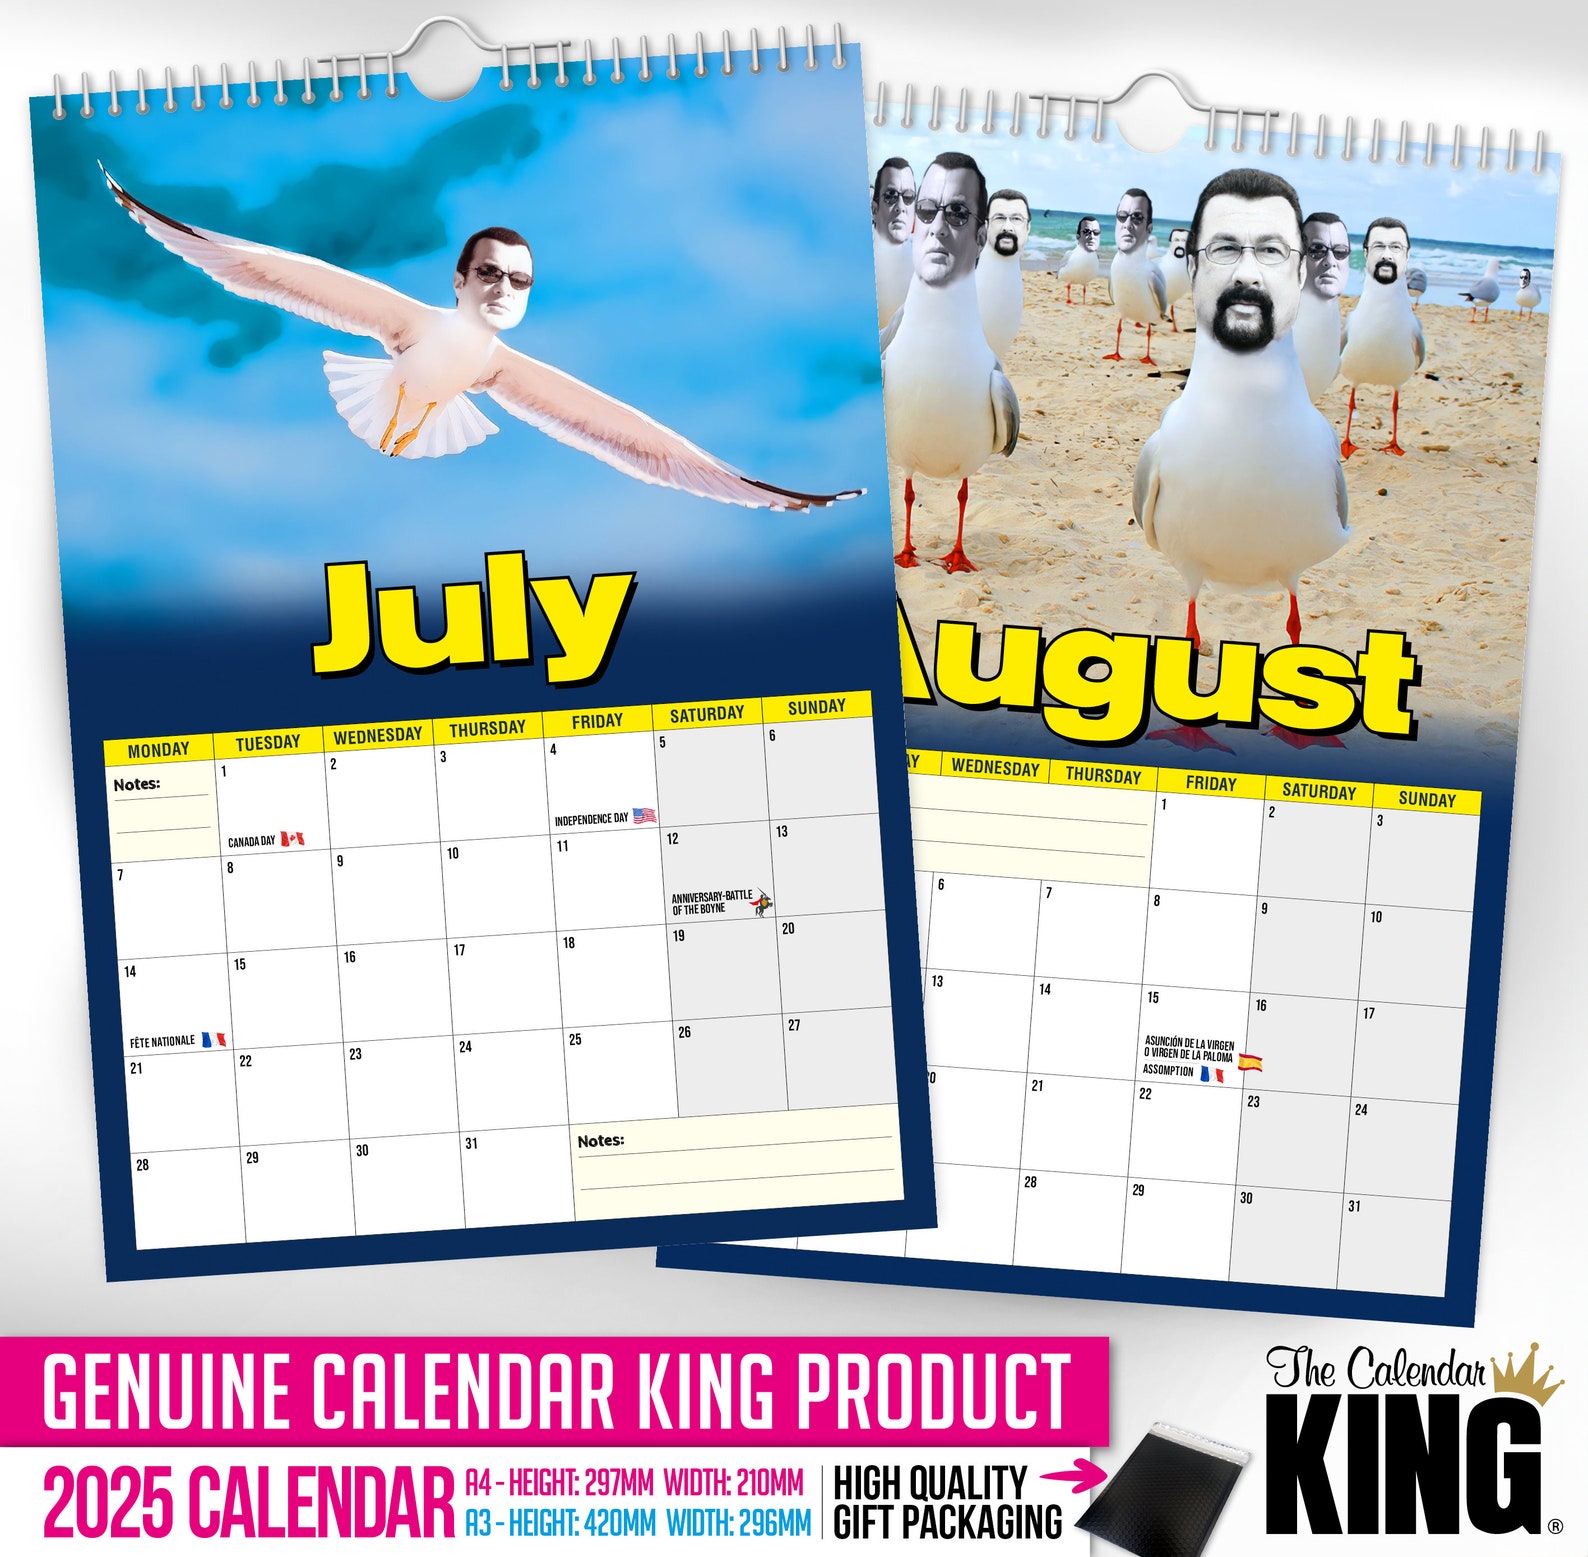 July
MONDAY TUESDAY WEDNESDAY THURSDAY FRIDAY SATURDAY SUNDAY
Notes: 1 2 3 4 5 6
CANADA DAY INDEPENDENCE DAY
7 8 9 10 11 12 13
ANNIVERSARY-BATTLE
OF THE BOYNE
14 15 16 17 18 19 20
FÊTE NATIONALE
21 22 23 24 25 26 27
28 29 30 31 Notes:
August
AY WEDNESDAY THURSDAY FRIDAY SATURDAY SUNDAY
1 2 3
6 7 8 9 10
13 14 15 16 17
ASUNCIÓN DE LA VIRGEN
O VIRGEN DE LA PALOMA
ASSOMPTION
20 21 22 23 24
28 29 30 31
GENUINE CALENDAR KING PRODUCT
2025 CALENDAR
A4 - HEIGHT: 297MM WIDTH: 210MM
A3 - HEIGHT: 420MM WIDTH: 296MM
HIGH QUALITY
GIFT PACKAGING
The Calendar
KING®